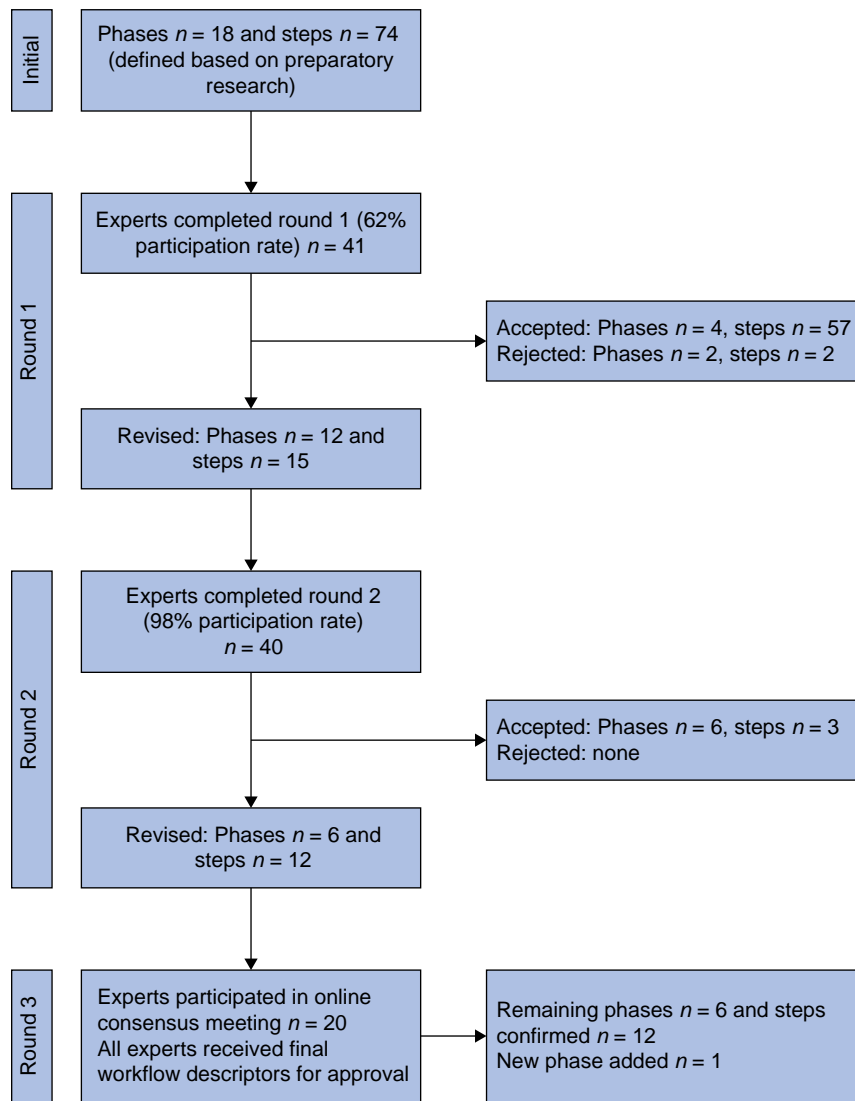 Initial
Phases n = 18 and steps n = 74
(defined based on preparatory
research)
Round 1
Experts completed round 1 (62%
participation rate) n = 41
Accepted: Phases n = 4, steps n = 57
Rejected: Phases n = 2, steps n = 2
Revised: Phases n = 12 and
steps n = 15
Round 2
Experts completed round 2
(98% participation rate)
n = 40
Accepted: Phases n = 6, steps n = 3
Rejected: none
Revised: Phases n = 6 and
steps n = 12
Round 3
Experts participated in online
consensus meeting n = 20
All experts received final
workflow descriptors for approval
Remaining phases n = 6 and steps
confirmed n = 12
New phase added n = 1